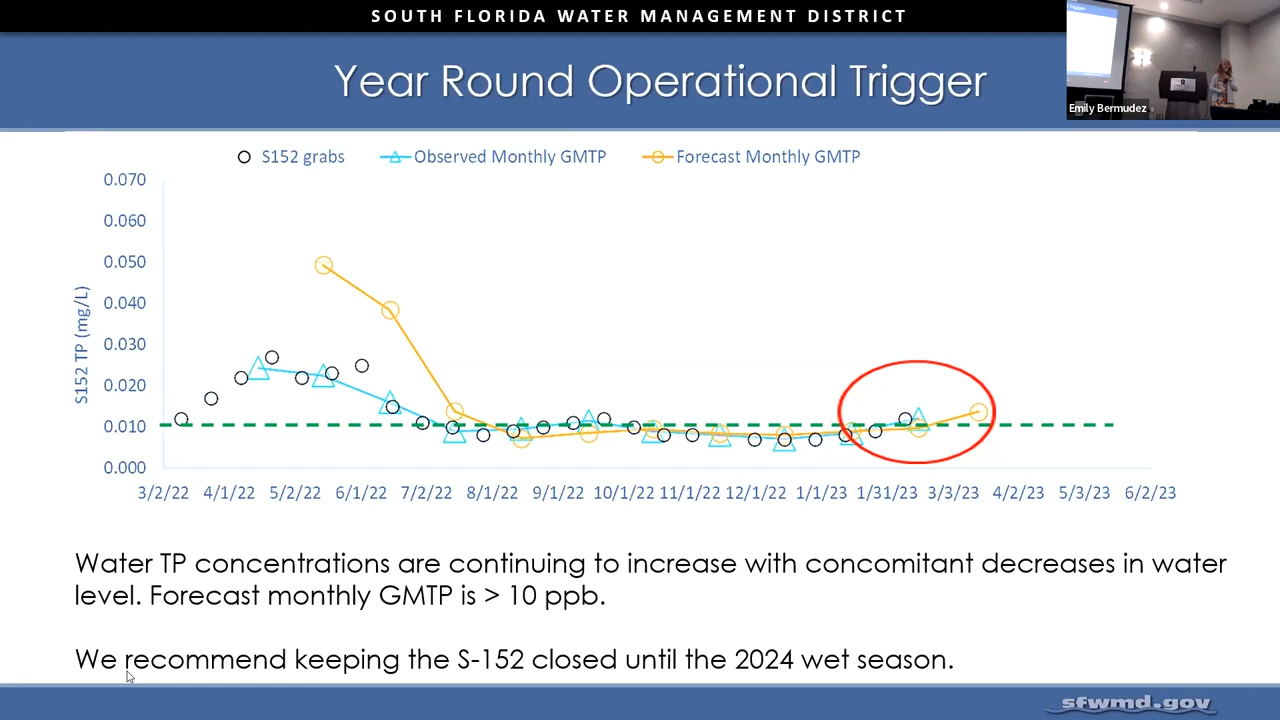 SOUTH FLORIDA WATER MANAGEMENT DISTRICT
Year Round Operational Trigger
Emily Bermudez
S152 grabs Observed Monthly GMTP Forecast Monthly GMTP
0.070
0.060
0.050
0.040
0.030
0.020
0.010
0.000
S152 TP (mg/L)
3/2/22 4/1/22 5/2/22 6/1/22 7/2/22 8/1/22 9/1/22 10/1/22 11/1/22 12/1/22 1/1/23 1/31/23 3/3/23 4/2/23 5/3/23 6/2/23
Water TP concentrations are continuing to increase with concomitant decreases in water
level. Forecast monthly GMTP is > 10 ppb.
We recommend keeping the S-152 closed until the 2024 wet season.
sfwmd.gov